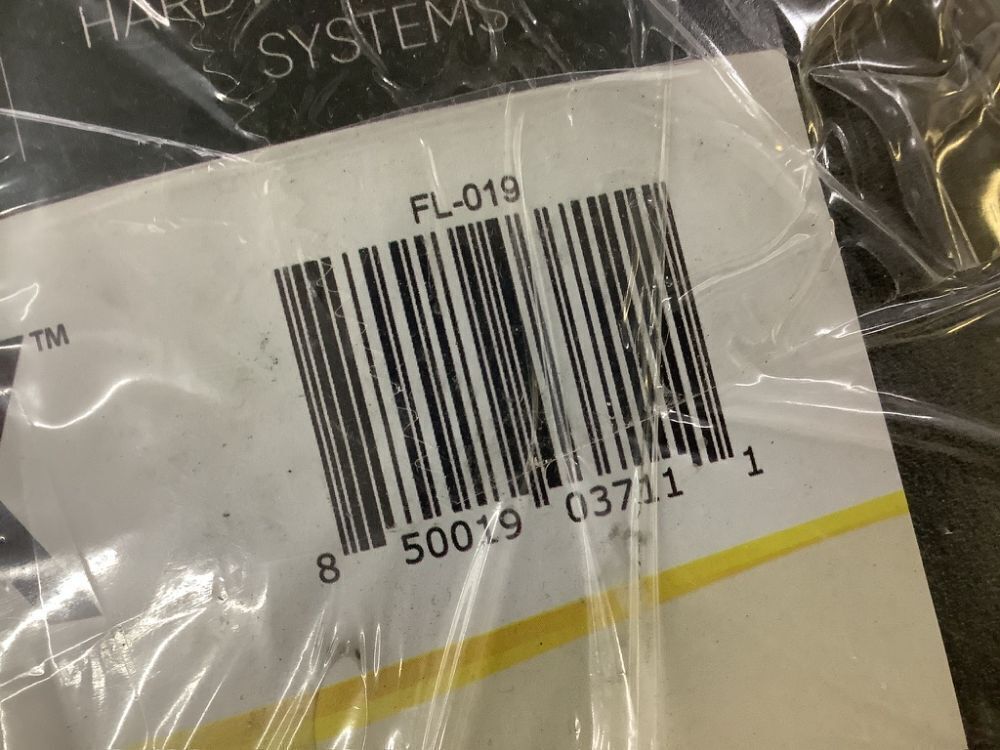 SYSTEMS
FL-019
TM
8 50019 03711 1